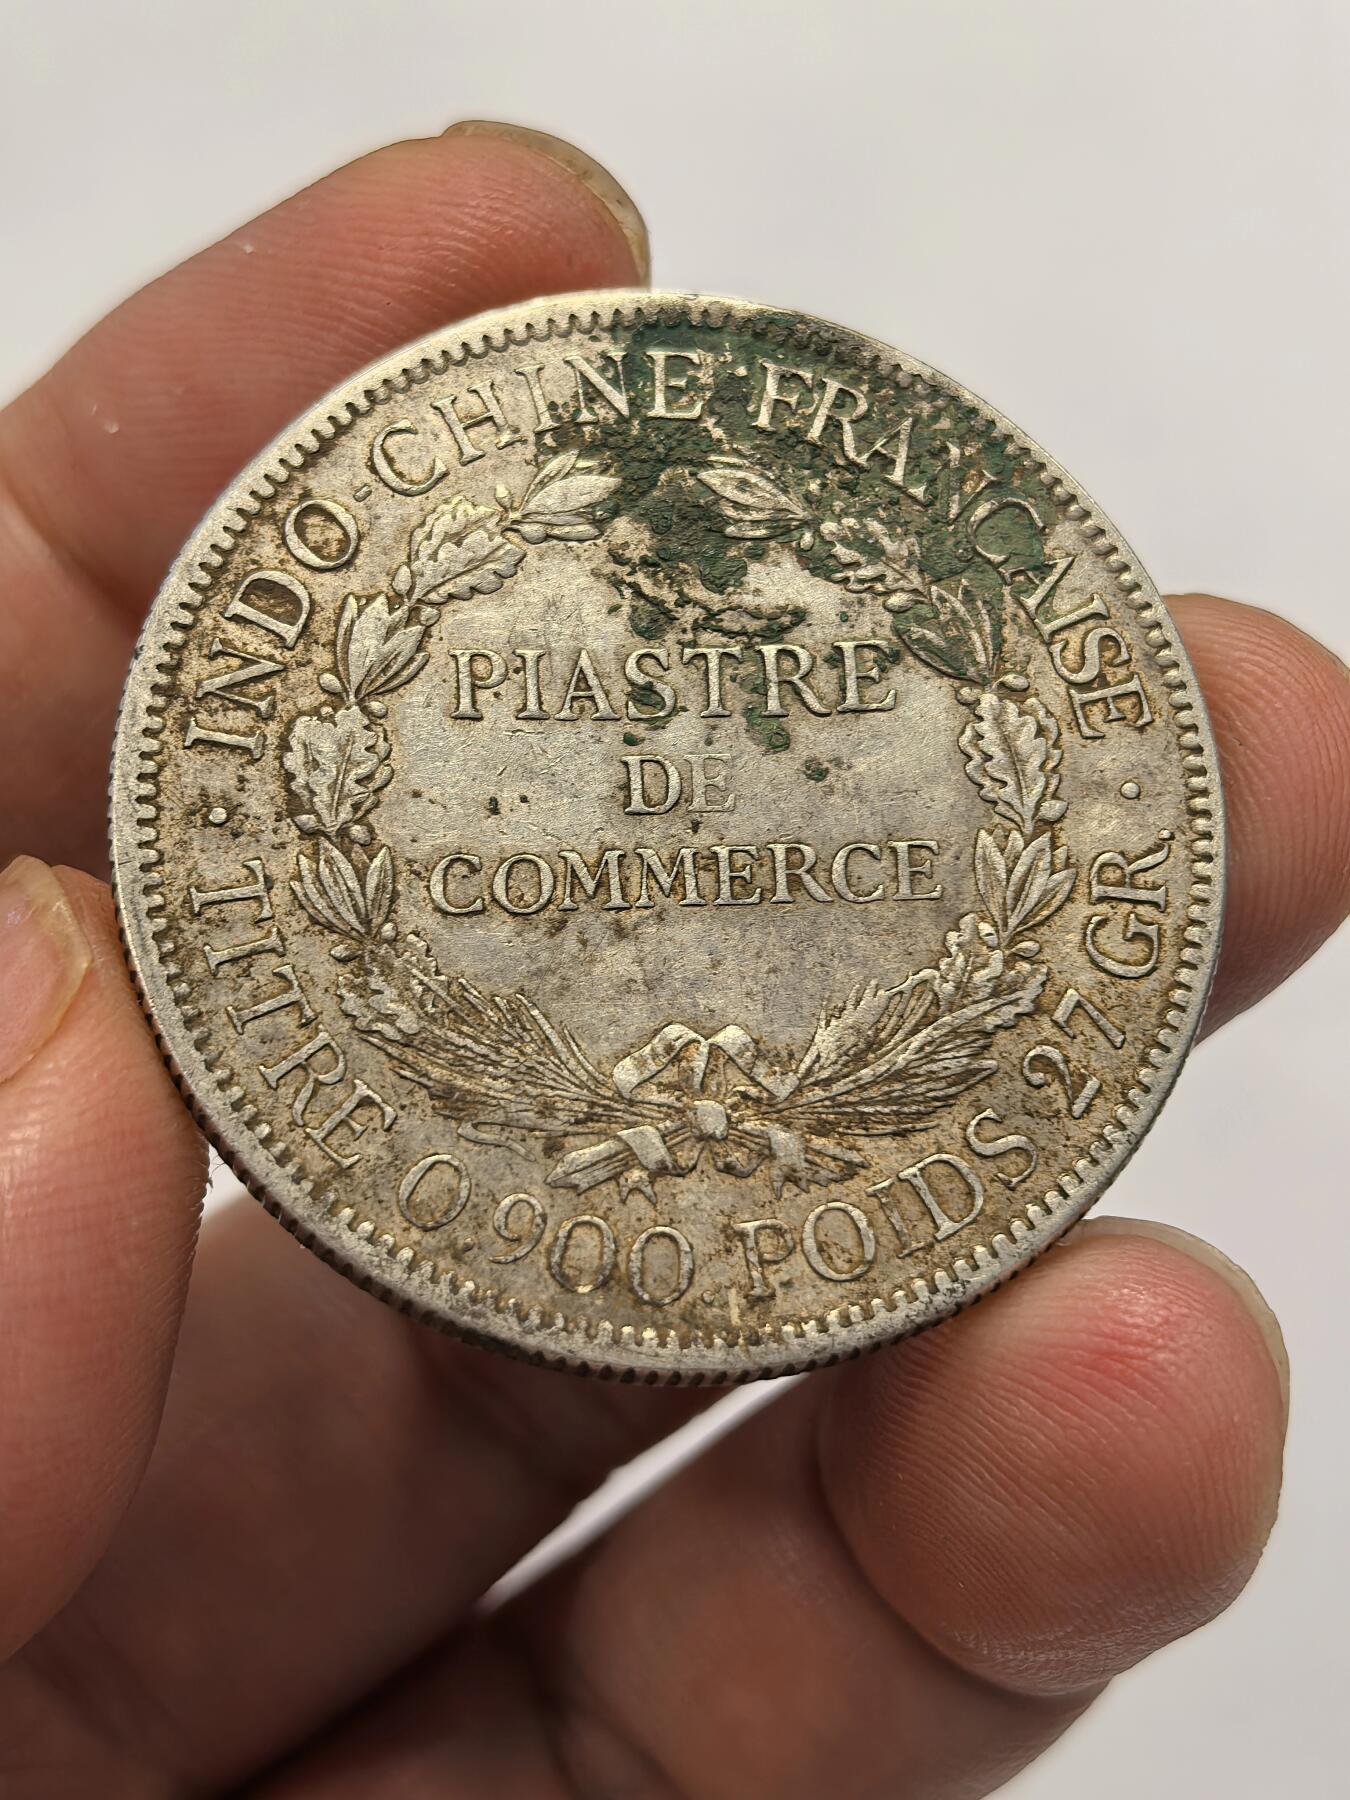 INDO-CHINE FRANÇAISE
PIASTRE
DE
COMMERCE
TITRE 0.900. POIDS 27 GR.